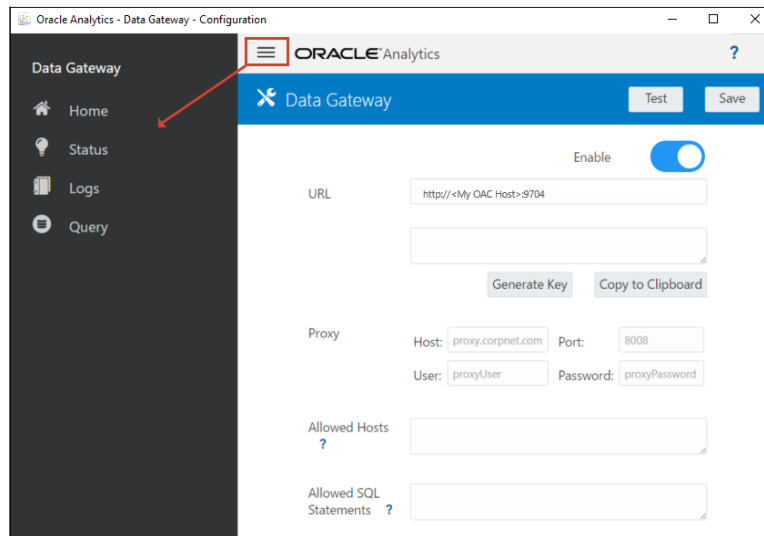 Oracle Analytics - Data Gateway - Configuration
Data Gateway
Home
Status
Logs
Query
ORACLE® Analytics
?
Data Gateway
Test
Save
Enable
URL
http://<My OAC Host>:9704
Generate Key
Copy to Clipboard
Proxy
Host:
proxy.corpnet.com
Port:
8008
User:
proxyUser
Password:
proxyPassword
Allowed Hosts
?
Allowed SQL
Statements ?